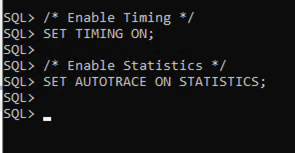 SQL> /* Enable Timing */
SQL> SET TIMING ON;
SQL>
SQL> /* Enable Statistics */
SQL> SET AUTOTRACE ON STATISTICS;
SQL>
SQL>